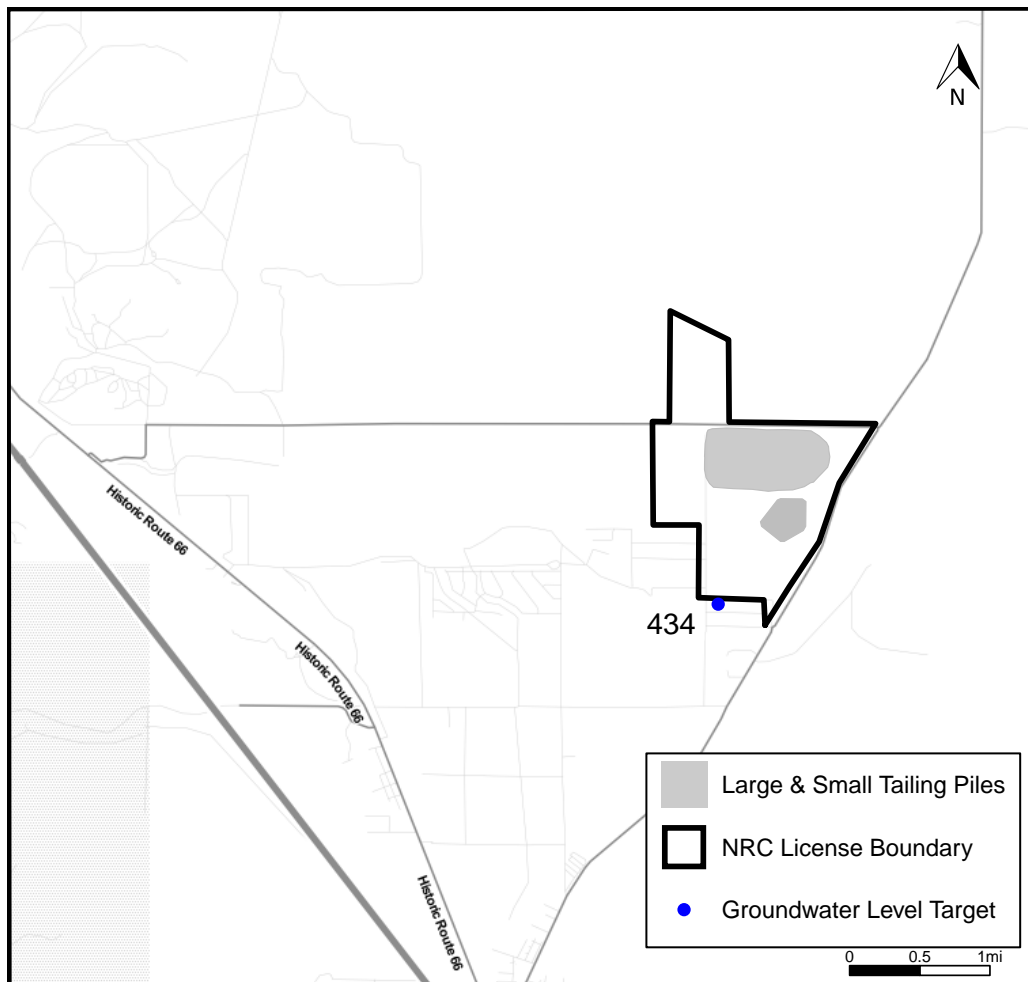 N
Historic Route 66
434
Historic Route 66
Large & Small Tailing Piles
NRC License Boundary
Historic Route 66
Groundwater Level Target
0 0.5 1mi